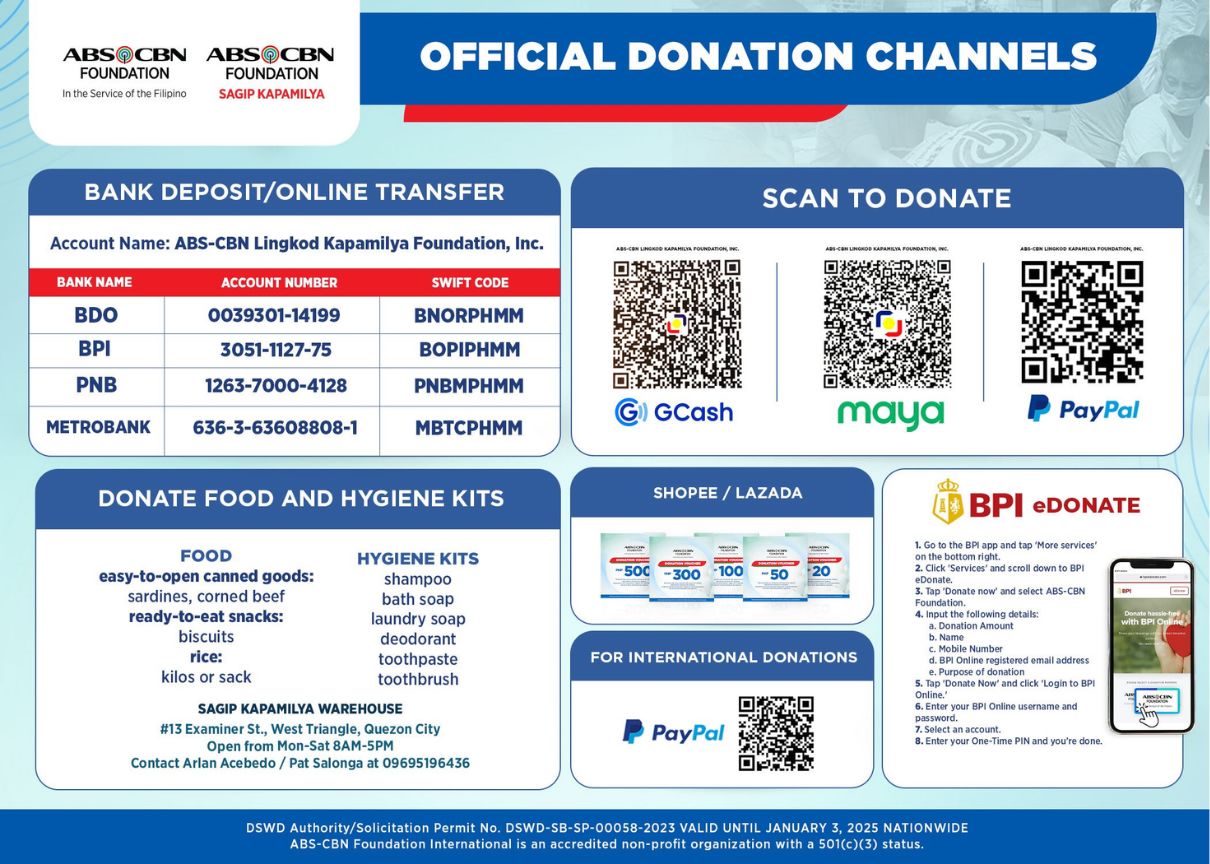 ABS-CBN
FOUNDATION
In the Service of the Filipino
ABS-CBN
FOUNDATION
SAGIP KAPAMILYA
OFFICIAL DONATION CHANNELS
BANK DEPOSIT/ONLINE TRANSFER
Account Name: ABS-CBN Lingkod Kapamilya Foundation, Inc.
BANK NAME ACCOUNT NUMBER SWIFT CODE
BDO 0039301-14199 BNORPHMM
BPI 3051-1127-75 BOPIPHMM
PNB 1263-7000-4128 PNBMPHMM
METROBANK 636-3-63608808-1 MBTCPHMM
SCAN TO DONATE
ABS-CBN LINGKOD KAPAMILYA FOUNDATION, INC.
GCash
ABS-CBN LINGKOD KAPAMILYA FOUNDATION, INC.
maya
ABS-CBN LINGKOD KAPAMILYA FOUNDATION, INC.
PayPal
DONATE FOOD AND HYGIENE KITS
FOOD
easy-to-open canned goods:
sardines, corned beef
ready-to-eat snacks:
biscuits
rice:
kilos or sack
HYGIENE KITS
shampoo
bath soap
laundry soap
deodorant
toothpaste
toothbrush
SAGIP KAPAMILYA WAREHOUSE
#13 Examiner St., West Triangle, Quezon City
Open from Mon-Sat 8AM-5PM
Contact Arlan Acebedo / Pat Salonga at 09695196436
SHOPEE / LAZADA
500
300
100
50
20
FOR INTERNATIONAL DONATIONS
PayPal
BPI eDONATE
1. Go to the BPI app and tap 'More services'
on the bottom right.
2. Click 'Services' and scroll down to BPI
eDonate.
3. Tap 'Donate now' and select ABS-CBN
Foundation.
4. Input the following details:
a. Donation Amount
b. Name
c. Mobile Number
d. BPI Online registered email address
e. Purpose of donation
5. Tap 'Donate Now' and click 'Login to BPI
Online.'
6. Enter your BPI Online username and
password.
7. Select an account.
8. Enter your One-Time PIN and you're done.
BPI
Donate hassle-free
with BPI Online
ABS-CBN
FOUNDATION
DSWD Authority/Solicitation Permit No. DSWD-SB-SP-00058-2023 VALID UNTIL JANUARY 3, 2025 NATIONWIDE
ABS-CBN Foundation International is an accredited non-profit organization with a 501(c)(3) status.